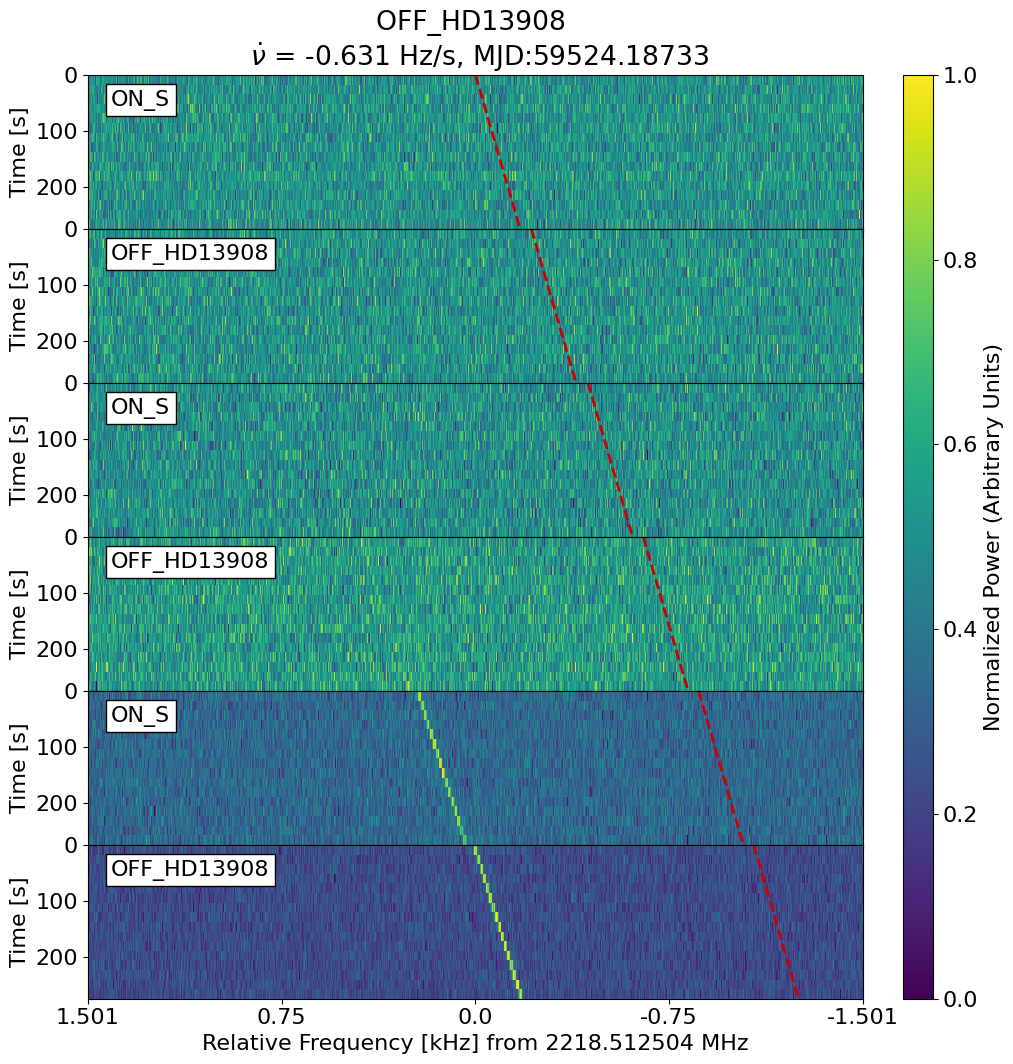 OFF_HD13908
ν̇ = -0.631 Hz/s, MJD:59524.18733
0
ON_S
100
200
Time [s]
0
OFF_HD13908
100
200
Time [s]
0
ON_S
100
200
Time [s]
0
OFF_HD13908
100
200
Time [s]
0
ON_S
100
200
Time [s]
0
OFF_HD13908
100
200
Time [s]
1.501 0.75 0.0 -0.75 -1.501
Relative Frequency [kHz] from 2218.512504 MHz
1.0
0.8
0.6
0.4
0.2
0.0
Normalized Power (Arbitrary Units)